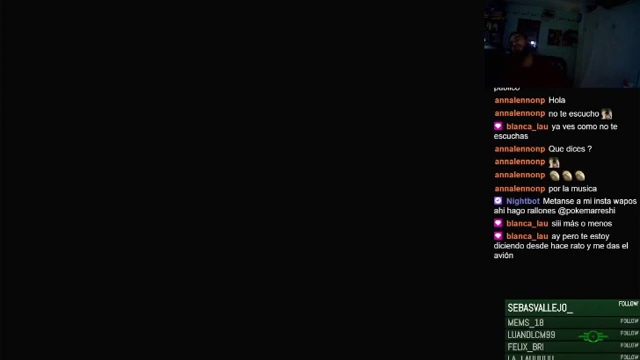 publico
annalennonp Hola
annalennonp no te escucho
blanca_lau ya ves como no te
escuchas
annalennonp Que dices ?
annalennonp
annalennonp
annalennonp por la musica
Nightbot Metanse a mi insta wapos
ahi hago rallones @pokemarreshi
blanca_lau siii más o menos
blanca_lau ay pero te estoy
diciendo desde hace rato y me das el
avión
SEBASVALLEJO_ FOLLOW
MEMS_18 FOLLOW
LUANDLCM99 FOLLOW
FELIX_BRI FOLLOW